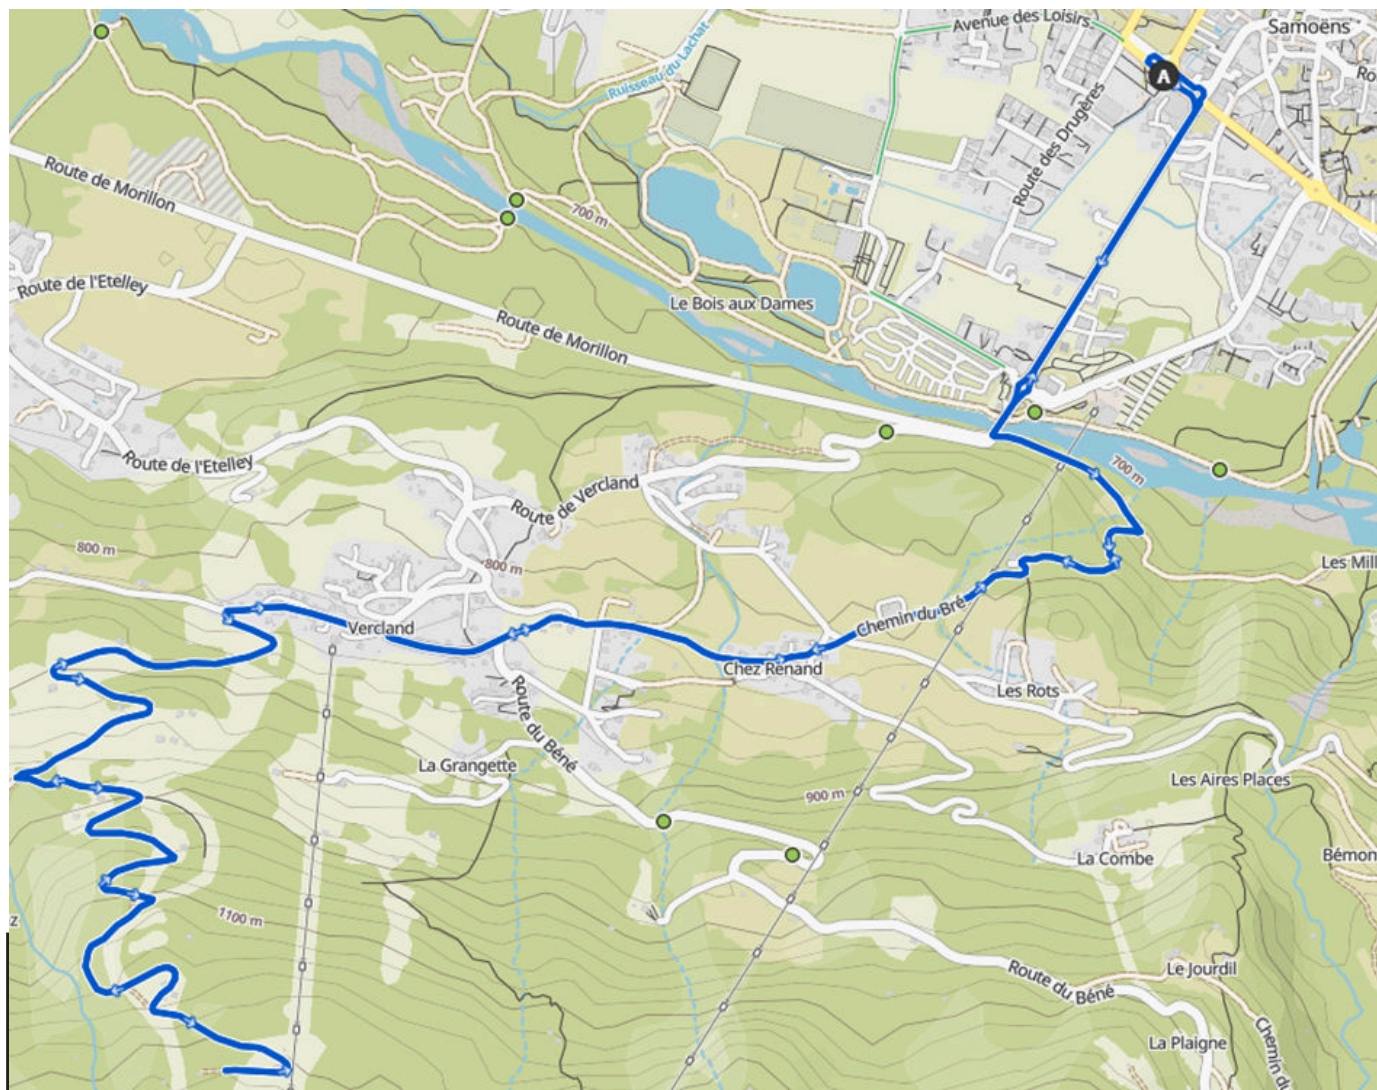 Avenue des Loisirs
Samoëns
Ro
A
Ruisseau du Lachat
Route des Drugères
Route de Morillon
700 m
Route de l'Etelley
Le Bois aux Dames
Route de Morillon
Route de l'Etelley
700 m
Route de Vercland
800 m
800 m
Les Mill
Chemin du Bré
Vercland
Chez Renand
Les Rots
Route du Béné
La Grangette
Les Aires Places
900 m
La Combe
Bémon
1100 m
z
Route du Béné
Le Jourdil
La Plaigne
Chemin du